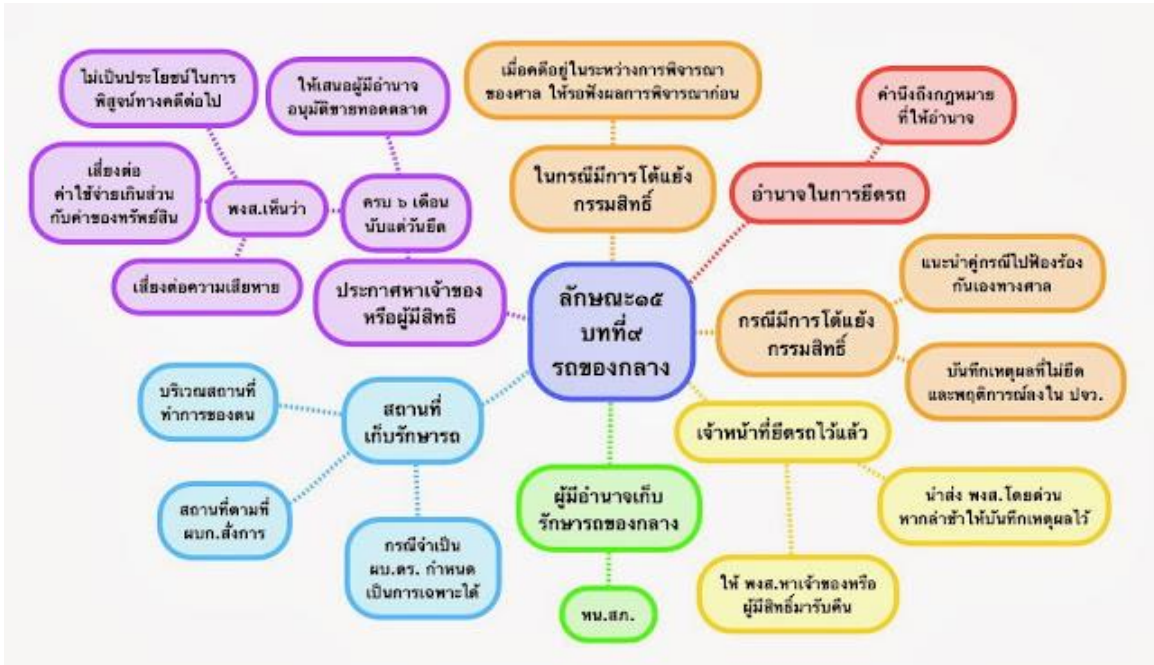 ไม่เป็นประโยชน์ในการ
พิสูจน์ทางคดีต่อไป
ให้เสนอผู้มีอำนาจ
อนุมัติขายทอดตลาด
เมื่อคดีอยู่ในระหว่างการพิจารณา
ของศาล ให้รอฟังผลการพิจารณาก่อน
คำนึงถึงกฎหมาย
ที่ให้อำนาจ
เสี่ยงต่อ
ค่าใช้จ่ายเกินส่วน
กับค่าของทรัพย์สิน
พงส.เห็นว่า
ครบ ๖ เดือน
นับแต่วันยึด
ในกรณีมีการโต้แย้ง
กรรมสิทธิ์
อำนาจในการยึดรถ
เสี่ยงต่อความเสียหาย
ประกาศหาเจ้าของ
หรือผู้มีสิทธิ
ลักษณะ๑๕
บทที่๙
รถของกลาง
กรณีมีการโต้แย้ง
กรรมสิทธิ์
แนะนำคู่กรณีไปฟ้องร้อง
กันเองทางศาล
บันทึกเหตุผลที่ไม่ยึด
และพฤติการณ์ลงใน ปจว.
บริเวณสถานที่
ทำการของตน
สถานที่
เก็บรักษารถ
เจ้าหน้าที่ยึดรถไว้แล้ว
สถานที่ตามที่
ผบก.สั่งการ
กรณีจำเป็น
ผบ.ตร. กำหนด
เป็นการเฉพาะได้
ผู้มีอำนาจเก็บ
รักษารถของกลาง
หน.สภ.
นำส่ง พงส.โดยด่วน
หากล่าช้าให้บันทึกเหตุผลไว้
ให้ พงส.หาเจ้าของหรือ
ผู้มีสิทธิ์มารับคืน